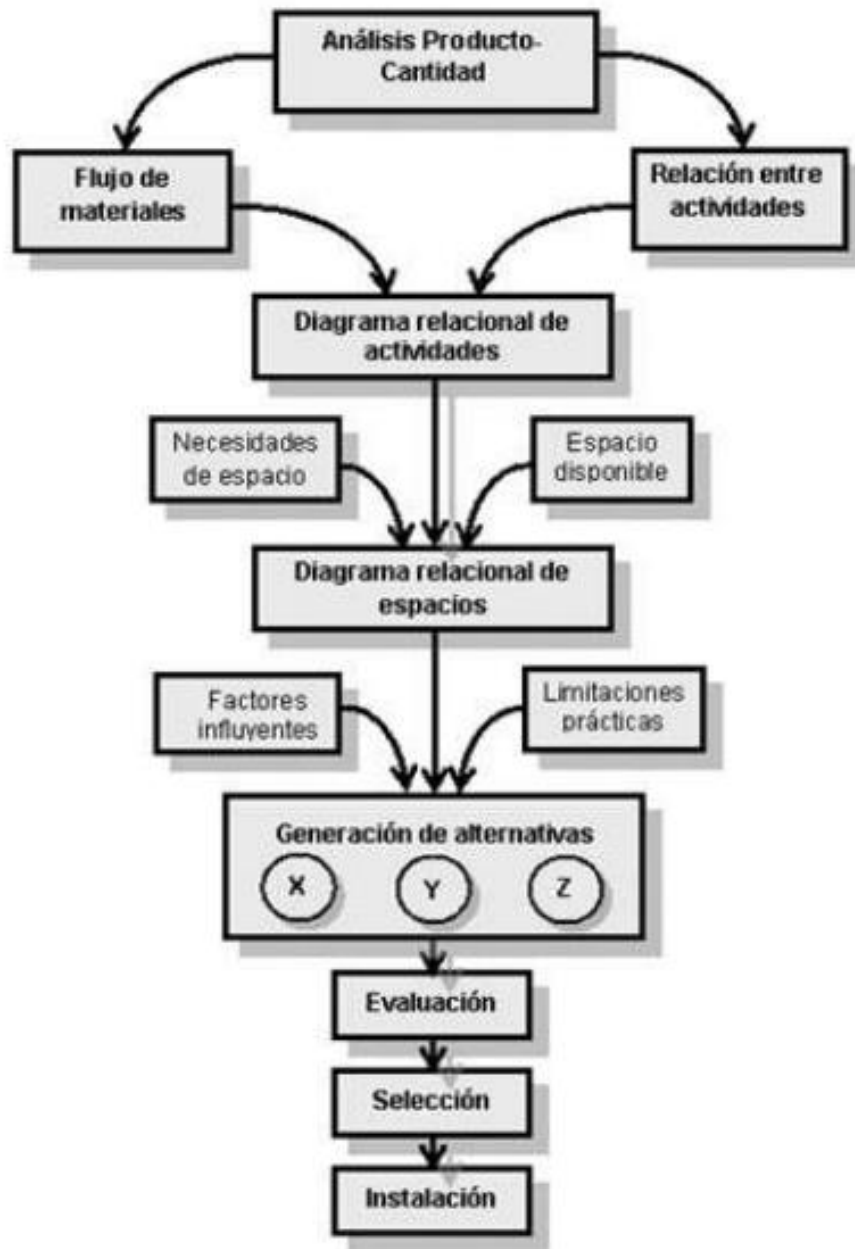 Análisis Producto-
Cantidad
Flujo de
materiales
Relación entre
actividades
Diagrama relacional de
actividades
Necesidades
de espacio
Espacio
disponible
Diagrama relacional de
espacios
Factores
influyentes
Limitaciones
prácticas
Generación de alternativas
X
Y
Z
Evaluación
Selección
Instalación